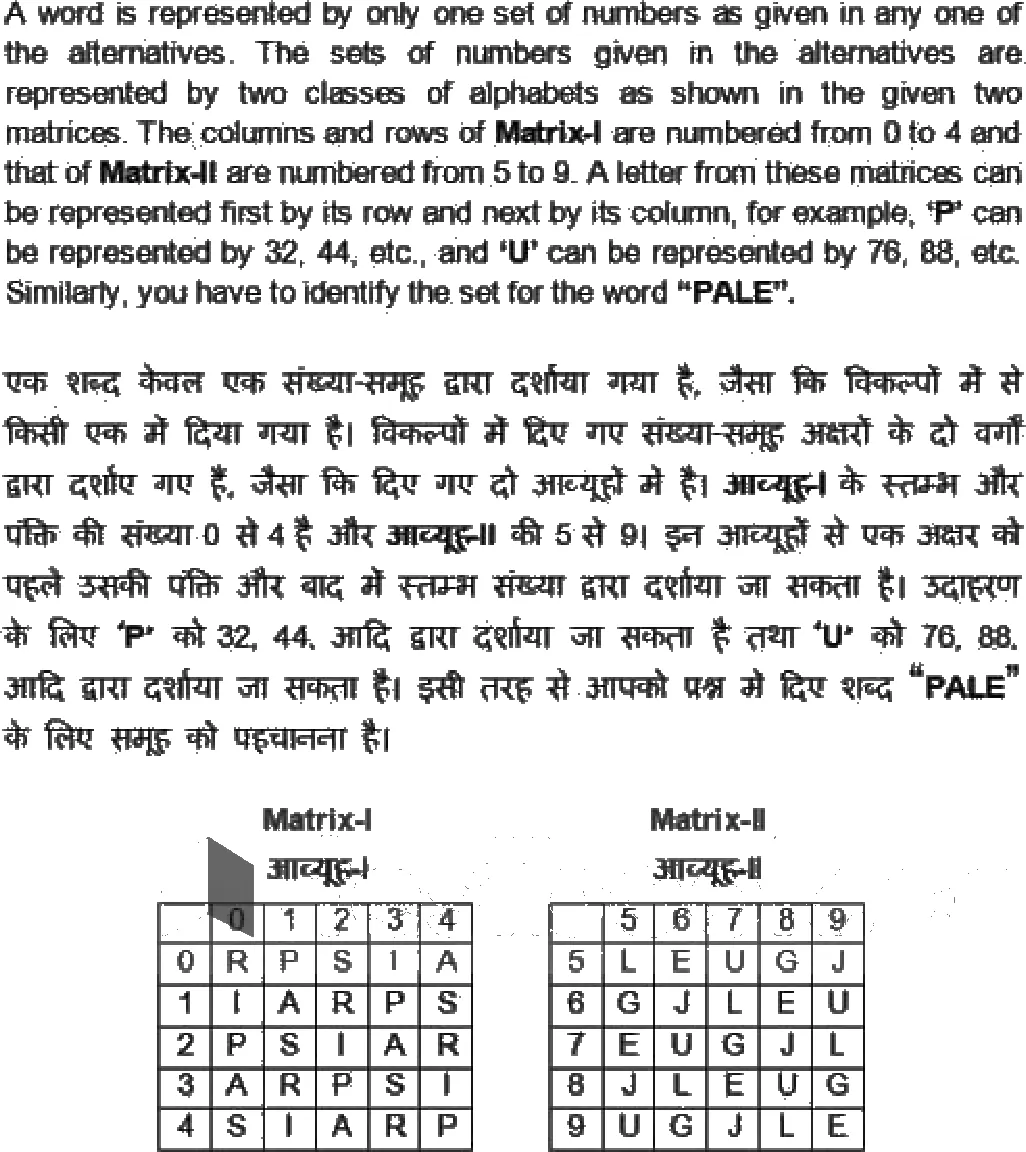 A word is represented by only one set of numbers as given in any one of
the alternatives. The sets of numbers given in the alternatives are
represented by two classes of alphabets as shown in the given two
matrices. The columns and rows of Matrix-I are numbered from 0 to 4 and
that of Matrix-II are numbered from 5 to 9. A letter from these matrices can
be represented first by its row and next by its column, for example, 'P' can
be represented by 32, 44, etc., and 'U' can be represented by 76, 88, etc.
Similarly, you have to identify the set for the word "PALE".
एक शब्द केवल एक संख्या-समूह द्वारा दर्शाया गया है, जैसा कि विकल्पों में से
किसी एक में दिया गया है। विकल्पों में दिए गए संख्या-समूह अक्षरों के दो वर्गों
द्वारा दर्शाए गए हैं, जैसा कि दिए गए दो आव्यूहों में है। आव्यूह-I के स्तम्भ और
पंक्ति की संख्या 0 से 4 है और आव्यूह-II की 5 से 9। इन आव्यूहों से एक अक्षर को
पहले उसकी पंक्ति और बाद में स्तम्भ संख्या द्वारा दर्शाया जा सकता है। उदाहरण
के लिए 'P' को 32, 44, आदि द्वारा दर्शाया जा सकता है तथा 'U' को 76, 88,
आदि द्वारा दर्शाया जा सकता है। इसी तरह से आपको प्रश्न में दिए शब्द "PALE"
के लिए समूह को पहचानना है।
Matrix-I Matrix-II
आव्यूह-I आव्यूह-II
0 1 2 3 4 5 6 7 8 9
0 R P S I A 5 L E U G J
1 I A R P S 6 G J L E U
2 P S I A R 7 E U G J L
3 A R P S I 8 J L E U G
4 S I A R P 9 U G J L E